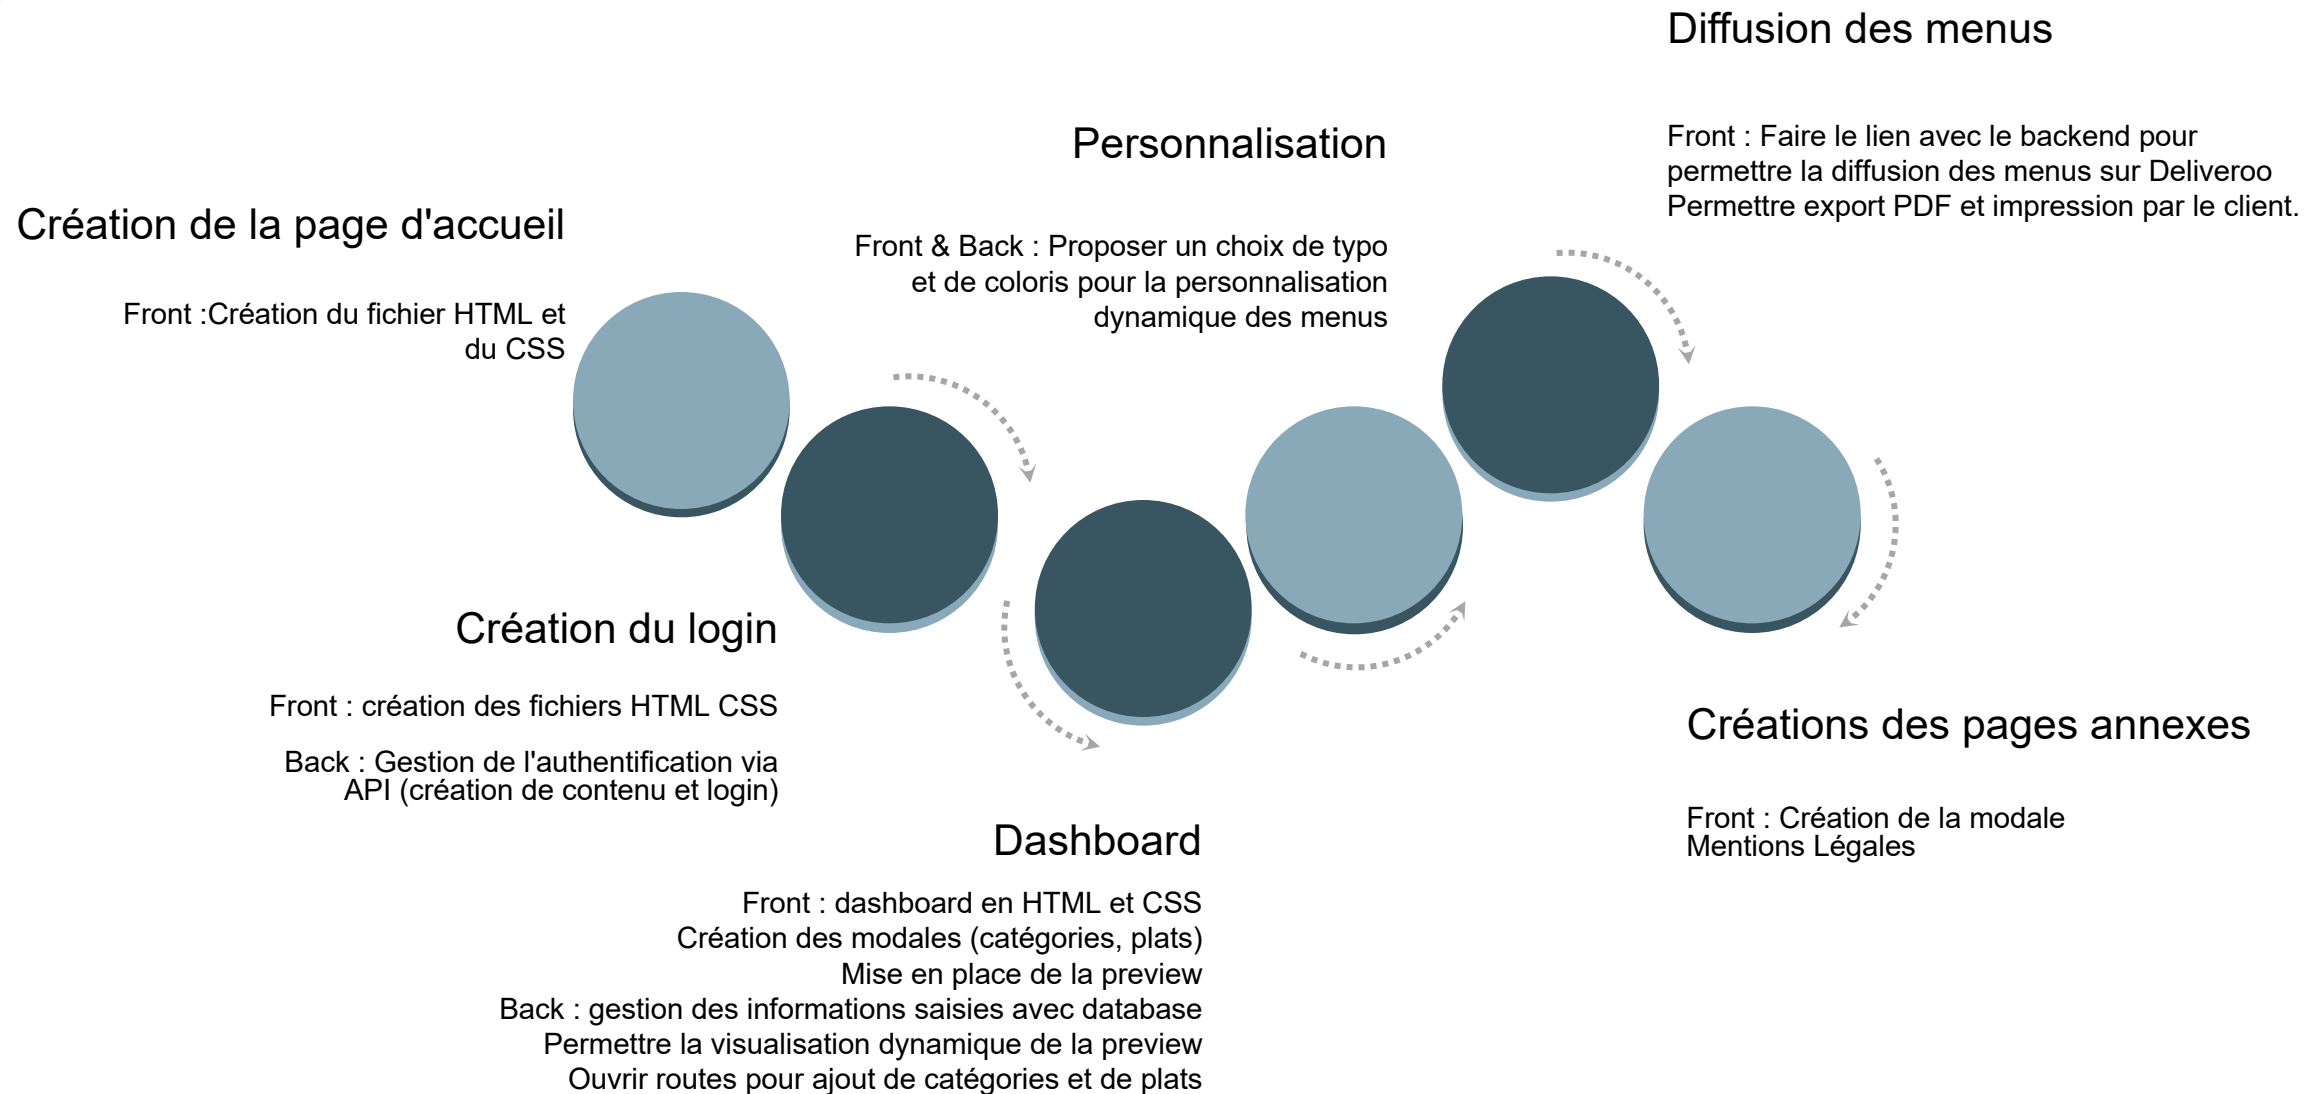 Création de la page d'accueil
Front :Création du fichier HTML et
du CSS
Création du login
Front : création des fichiers HTML CSS
Back : Gestion de l'authentification via
API (création de contenu et login)
Dashboard
Front : dashboard en HTML et CSS
Création des modales (catégories, plats)
Mise en place de la preview
Back : gestion des informations saisies avec database
Permettre la visualisation dynamique de la preview
Ouvrir routes pour ajout de catégories et de plats
Personnalisation
Front & Back : Proposer un choix de typo
et de coloris pour la personnalisation
dynamique des menus
Diffusion des menus
Front : Faire le lien avec le backend pour
permettre la diffusion des menus sur Deliveroo
Permettre export PDF et impression par le client.
Créations des pages annexes
Front : Création de la modale
Mentions Légales